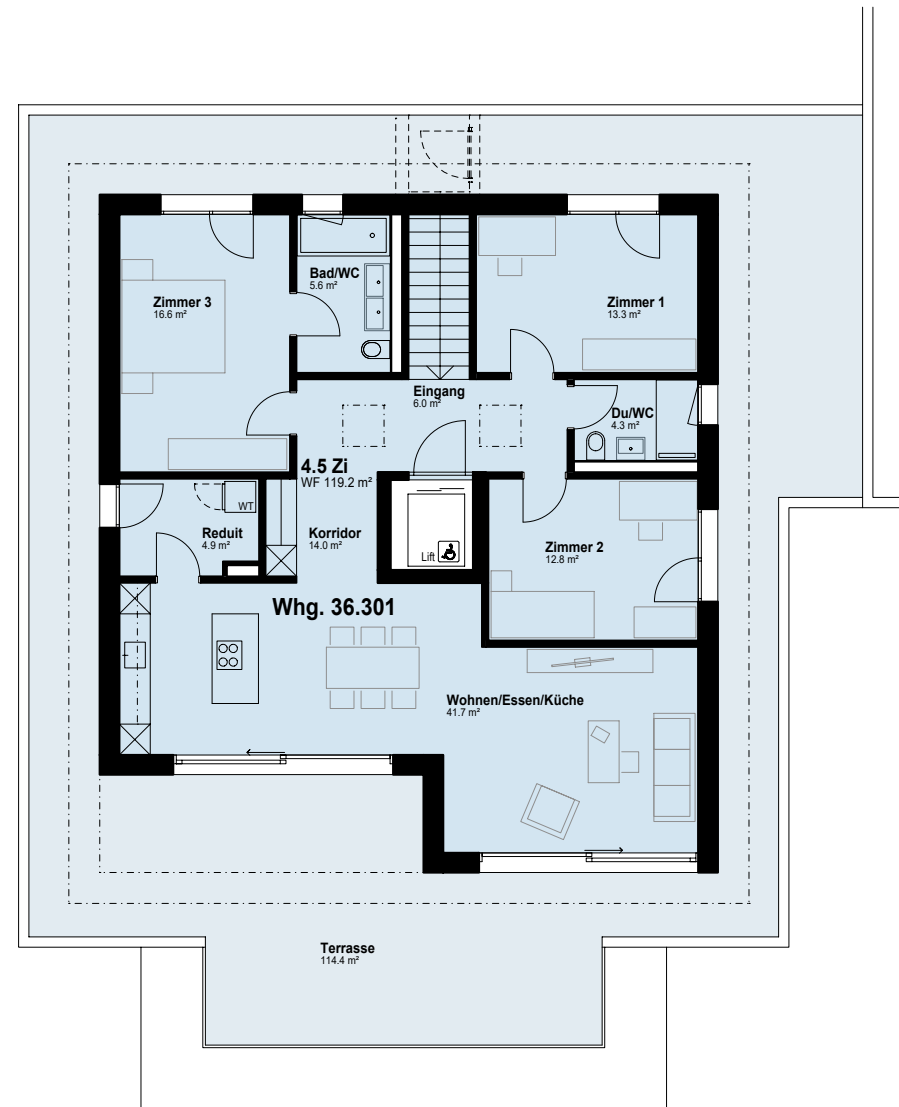 Bad/WC
5.6 m²
Zimmer 3
16.6 m²
Zimmer 1
13.3 m²
Eingang
6.0 m²
Du/WC
4.3 m²
4.5 Zi
WF 119.2 m²
WT
Reduit
4.9 m²
Korridor
14.0 m²
Lift
Zimmer 2
12.8 m²
Whg. 36.301
Wohnen/Essen/Küche
41.7 m²
Terrasse
114.4 m²